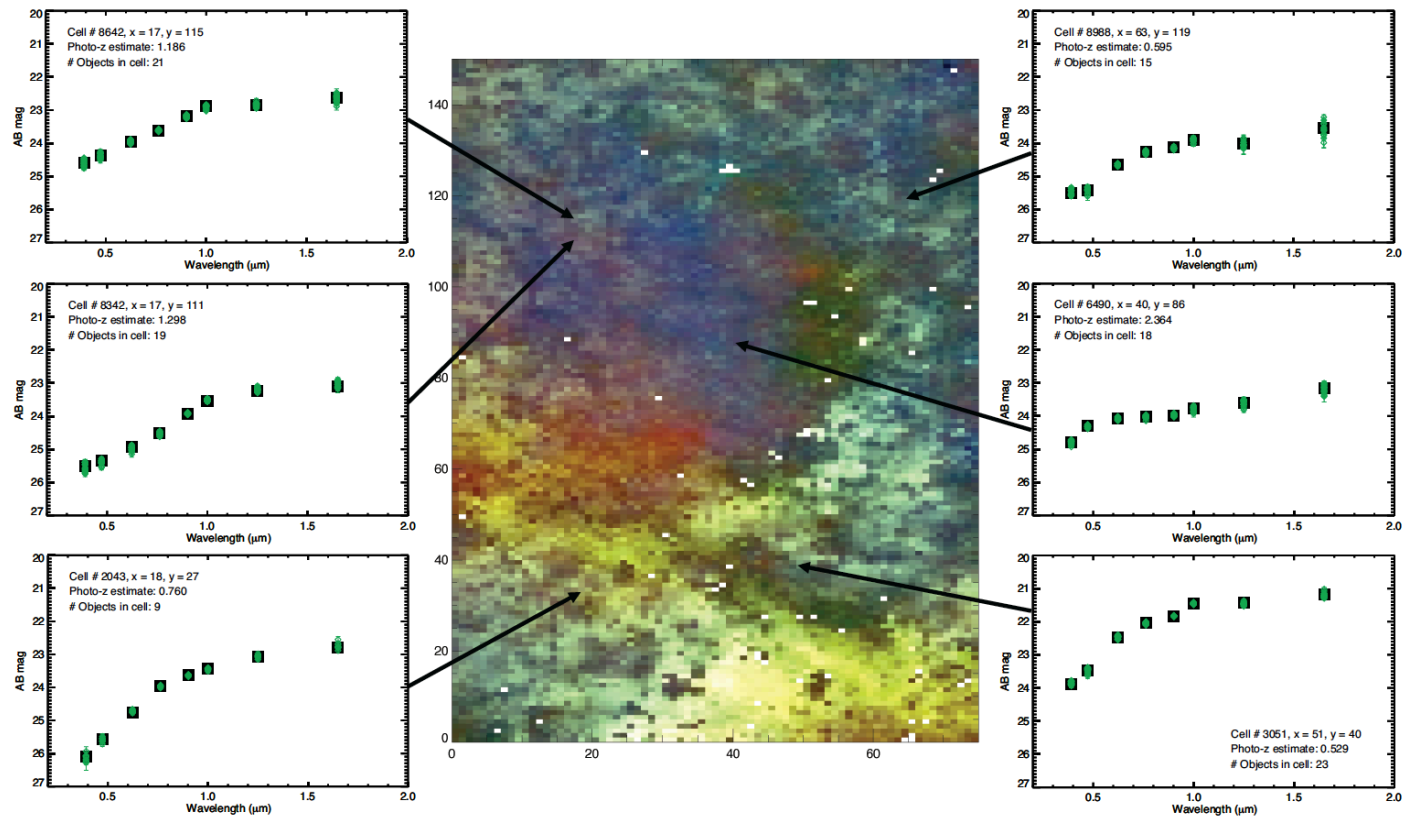 20
21
22
23
24
25
26
27
AB mag
Cell # 8642, x = 17, y = 115
Photo-z estimate: 1.186
# Objects in cell: 21
0.5
1.0
1.5
2.0
Wavelength (μm)
20
21
22
23
24
25
26
27
AB mag
Cell # 8342, x = 17, y = 111
Photo-z estimate: 1.298
# Objects in cell: 19
0.5
1.0
1.5
2.0
Wavelength (μm)
20
21
22
23
24
25
26
27
AB mag
Cell # 2043, x = 18, y = 27
Photo-z estimate: 0.760
# Objects in cell: 9
0.5
1.0
1.5
2.0
Wavelength (μm)
140
120
100
80
60
40
20
0
0
20
40
60
20
21
22
23
24
25
26
27
AB mag
Cell # 8988, x = 63, y = 119
Photo-z estimate: 0.595
# Objects in cell: 15
0.5
1.0
1.5
2.0
Wavelength (μm)
20
21
22
23
24
25
26
27
AB mag
Cell # 6490, x = 40, y = 86
Photo-z estimate: 2.364
# Objects in cell: 18
0.5
1.0
1.5
2.0
Wavelength (μm)
20
21
22
23
24
25
26
27
AB mag
Cell # 3051, x = 51, y = 40
Photo-z estimate: 0.529
# Objects in cell: 23
0.5
1.0
1.5
2.0
Wavelength (μm)